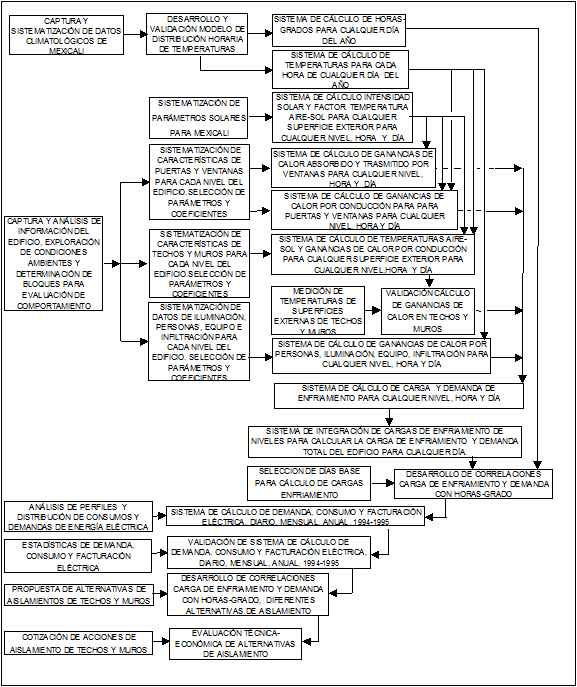 CAPTURA Y
SISTEMATIZACIÓN DE DATOS
CLIMATOLÓGICOS DE
MEXICALI
DESARROLLO Y
VALIDACIÓN MODELO DE
DISTRIBUCIÓN HORARIA
DE TEMPERATURAS
SISTEMA DE CÁLCULO DE HORAS-
GRADOS PARA CUALQUIER DÍA
DEL AÑO
SISTEMA DE CÁLCULO DE
TEMPERATURAS PARA CADA
HORA DE CUALQUIER DÍA DEL
AÑO
SISTEMATIZACIÓN DE
PARÁMETROS SOLARES
PARA MEXICALI
SISTEMA DE CÁLCULO INTENSIDAD
SOLAR Y FACTOR TEMPERATURA
AIRE-SOL PARA CUALQUIER
SUPERFICIE EXTERIOR PARA
CUALQUIER NIVEL, HORA Y DÍA
SISTEMATIZACIÓN DE
CARACTERÍSTICAS DE
PUERTAS Y VENTANAS
PARA CADA NIVEL DEL
EDIFICO.SELECCIÓN DE
PARÁMETROS Y
COEFICIENTES
SISTEMA DE CÁLCULO DE GANANCIAS DE
CALOR ABSORBIDO Y TRASMITIDO POR
VENTANAS PARA CUALQUIER NIVEL,
HORA Y DÍA
SISTEMA DE CÁLCULO DE GANANCIAS DE
CALOR POR CONDUCCIÓN PARA PARA
PUERTAS Y VENTANAS PARA CUALQUIER
NIVEL, HORA Y DÍA
CAPTURA Y ANÁLISIS DE
INFORMACIÓN DEL
EDIFICO, EXPLORACIÓN
DE CONDICIONES
AMBIENTES Y
DETERMINACIÓN DE
BLOQUES PARA
EVALUACIÓN DE
COMPORTAMIENTO
SISTEMATIZACIÓN DE
CARACTERÍSTICAS DE
TECHOS Y MUROS PARA
CADA NIVEL DEL
EDIFICO.SELECCIÓN DE
PARÁMETROS Y
COEFICIENTES
SISTEMA DE CÁLCULO DE TEMPERATURAS AIRE-
SOL Y GANANCIAS DE CALOR POR CONDUCCIÓN
PARA CUALQUIER SUPERFICIE EXTERIOR PARA
CUALQUIER NIVEL,HORA Y DÍA
MEDICIÓN DE
TEMPERATURAS DE
SUPERFICIES
EXTERNAS DE TECHOS
Y MUROS
VALIDACIÓN CÁLCULO
DE GANANCIAS DE
CALOR EN TECHOS Y
MUROS
SISTEMATIZACIÓN DE
DATOS DE ILUMINACIÓN,
PERSONAS, EQUIPO E
INFILTRACIÓN PARA
CADA NIVEL DEL
EDIFICO. SELECCIÓN DE
PARÁMETROS Y
COEFICIENTES
SISTEMA DE CÁLCULO DE GANANCIAS DE CALOR POR
PERSONAS, ILUMINACIÓN, EQUIPO, INFILTRACIÓN PARA
CUALQUIER NIVEL, HORA Y DÍA
SISTEMA DE CÁLCULO DE CARGA Y DEMANDA DE
ENFRIAMIENTO PARA CUALQUIER NIVEL, HORA Y DÍA
SISTEMA DE INTEGRACIÓN DE CARGAS DE ENFRIAMIENTO DE
NIVELES PARA CALCULAR LA CARGA DE ENFRIAMIENTO Y DEMANDA
TOTAL DEL EDIFICO PARA CUALQUIER DÍA.
SELECCIÓN DE DÍAS BASE
PARA CÁLCULO DE CARGAS
ENFRIAMIENTO
DESARROLLO DE CORRELACIONES
CARGA DE ENFRIAMIENTO Y DEMANDA
CON HORAS-GRADO
ANÁLISIS DE PERFILES Y
DISTRIBUCIÓN DE CONSUMOS Y
DEMANDAS DE ENERGÍA ELÉCTRICA
SISTEMA DE CÁLCULO DE DEMANDA, CONSUMO Y FACTURACIÓN
ELÉCTRICA, DIARIO, MENSUAL, ANUAL, 1994-1995
ESTADÍSTICAS DE DEMANDA,
CONSUMO Y FACTURACIÓN
ELÉCTRICA
VALIDACIÓN DE SISTEMA DE CÁLCULO DE
DEMANDA, CONSUMO Y FACTURACIÓN ELÉCTRICA,
DIARIO, MENSUAL, ANUAL, 1994-1995
PROPUESTA DE ALTERNATIVAS DE
AISLAMIENTOS DE TECHOS Y MUROS
DESARROLLO DE CORRELACIONES
CARGA DE ENFRIAMIENTO Y DEMANDA
CON HORAS-GRADO, DIFERENTES
ALTERNATIVAS DE AISLAMIENTO
COTIZACIÓN DE ACCIONES DE
AISLAMIENTO DE TECHOS Y MUROS
EVALUACIÓN TÉCNICA-
ECONÓMICA DE ALTERNATIVAS
DE AISLAMIENTO